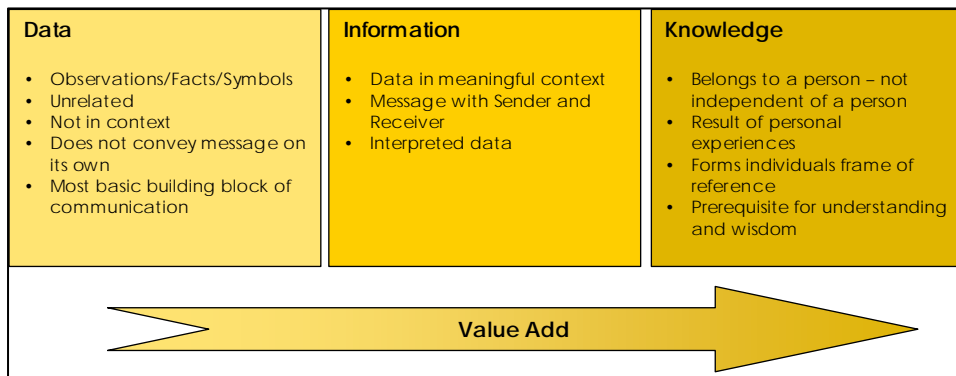 Data
• Observations/Facts/Symbols
• Unrelated
• Not in context
• Does not convey message on
its own
• Most basic building block of
communication
Information
• Data in meaningful context
• Message with Sender and
Receiver
• Interpreted data
Knowledge
• Belongs to a person – not
independent of a person
• Result of personal
experiences
• Forms individuals frame of
reference
• Prerequisite for understanding
and wisdom
Value Add